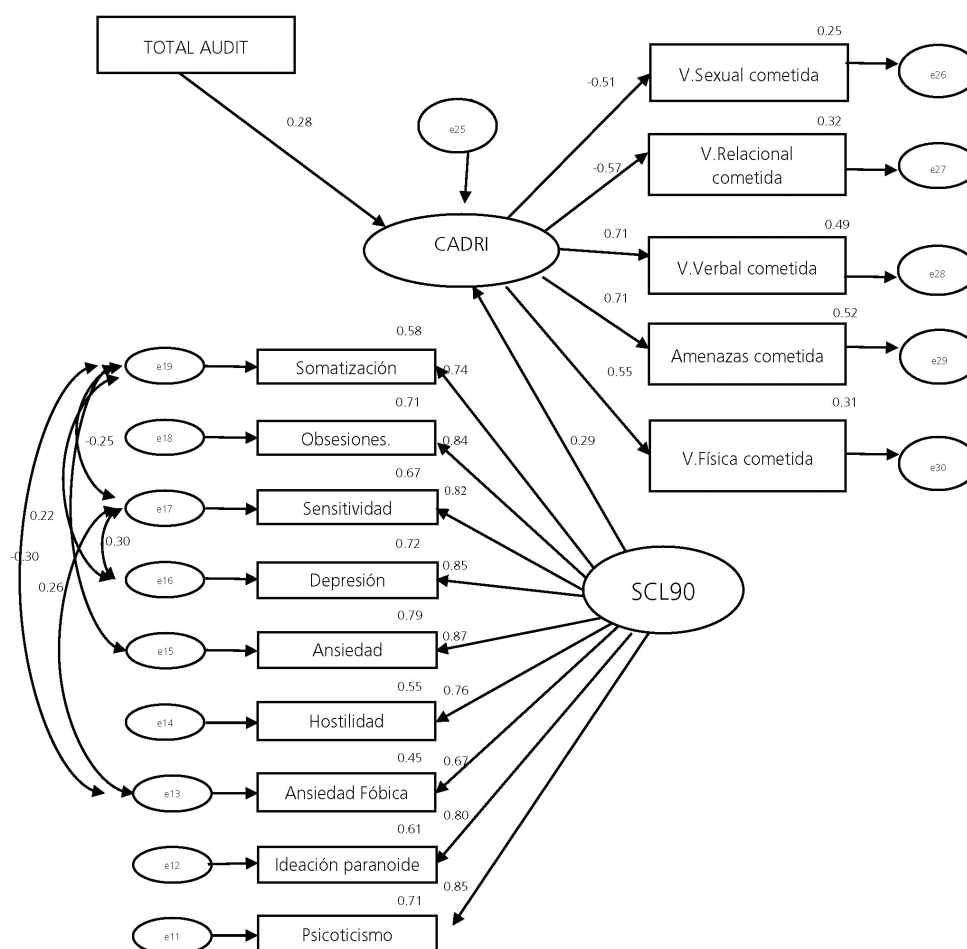 TOTAL AUDIT
0.28
e25
CADRI
-0.51
0.25
V.Sexual cometida
e26
-0.57
0.32
V.Relacional
cometida
e27
0.71
0.49
V.Verbal cometida
e28
0.71
0.52
Amenazas cometida
e29
0.55
0.31
V.Física cometida
e30
0.29
SCL90
0.58
e19
Somatización
0.74
0.71
e18
Obsesiones.
0.84
-0.25
0.67
e17
Sensitividad
0.82
0.22
0.30
-0.30
0.72
e16
Depresión
0.85
0.26
0.79
e15
Ansiedad
0.87
0.55
e14
Hostilidad
0.76
0.45
e13
Ansiedad Fóbica
0.67
0.61
e12
Ideación paranoide
0.80
0.71
e11
Psicoticismo
0.85